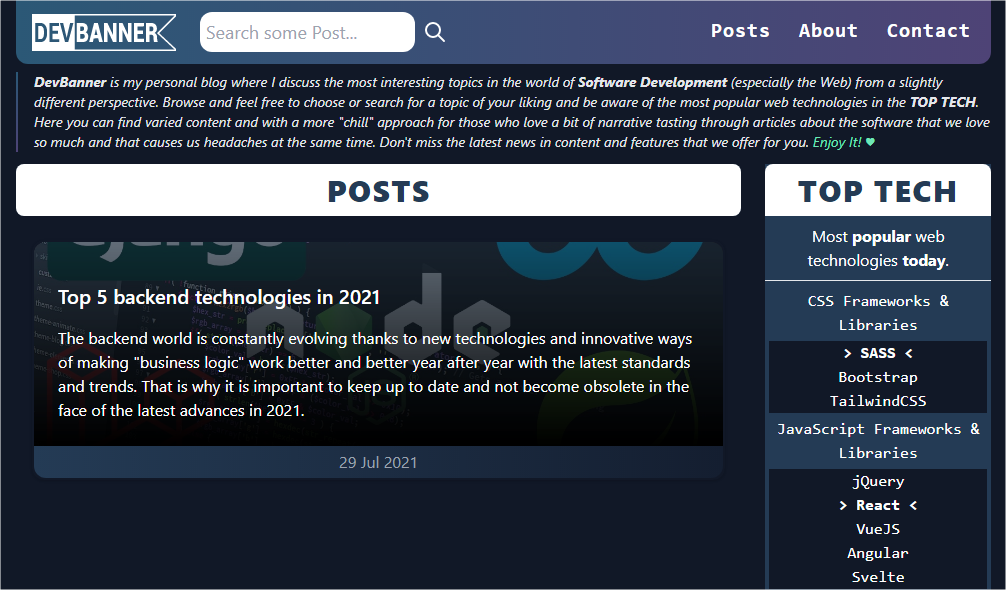 DEVBANNER
Search some Post...
Posts About Contact
DevBanner is my personal blog where I discuss the most interesting topics in the world of Software Development (especially the Web) from a slightly
different perspective. Browse and feel free to choose or search for a topic of your liking and be aware of the most popular web technologies in the TOP TECH.
Here you can find varied content and with a more "chill" approach for those who love a bit of narrative tasting through articles about the software that we love
so much and that causes us headaches at the same time. Don't miss the latest news in content and features that we offer for you. Enjoy It! ♥
POSTS
django
node
Top 5 backend technologies in 2021
The backend world is constantly evolving thanks to new technologies and innovative ways
of making "business logic" work better and better year after year with the latest standards
and trends. That is why it is important to keep up to date and not become obsolete in the
face of the latest advances in 2021.
29 Jul 2021
TOP TECH
Most popular web
technologies today.
CSS Frameworks &
Libraries
> SASS <
Bootstrap
TailwindCSS
JavaScript Frameworks &
Libraries
jQuery
> React <
VueJS
Angular
Svelte